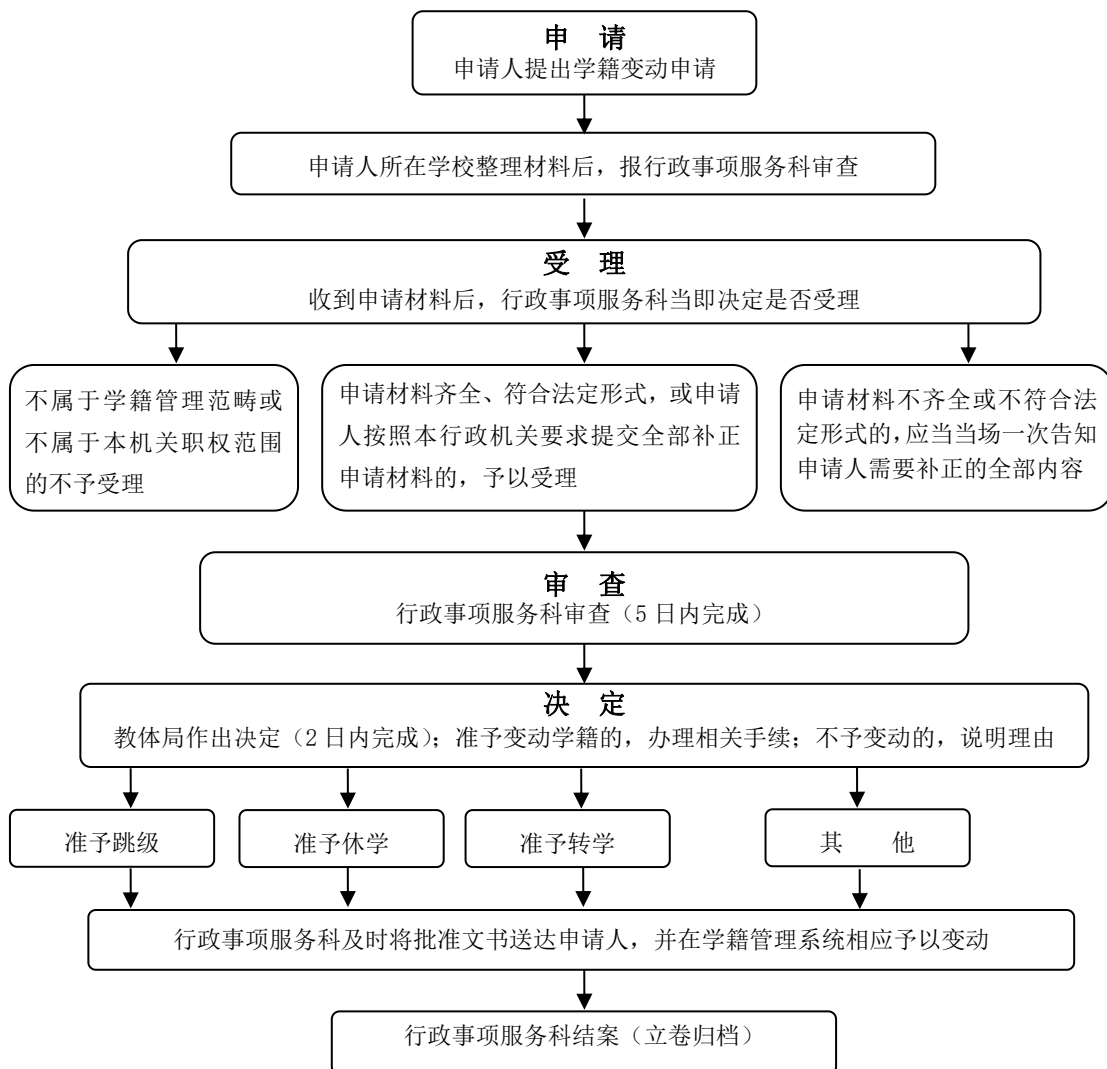 申 请
申请人提出学籍变动申请
申请人所在学校整理材料后，报行政事项服务科审查
受 理
收到申请材料后，行政事项服务科当即决定是否受理
不属于学籍管理范畴或
不属于本机关职权范围
的不予受理
申请材料齐全、符合法定形式，或申请
人按照本行政机关要求提交全部补正
申请材料的，予以受理
申请材料不齐全或不符合法
定形式的，应当当场一次告知
申请人需要补正的全部内容
审 查
行政事项服务科审查（5 日内完成）
决 定
教体局作出决定（2 日内完成）；准予变动学籍的，办理相关手续；不予变动的，说明理由
准予跳级
准予休学
准予转学
其 他
行政事项服务科及时将批准文书送达申请人，并在学籍管理系统相应予以变动
行政事项服务科结案（立卷归档）